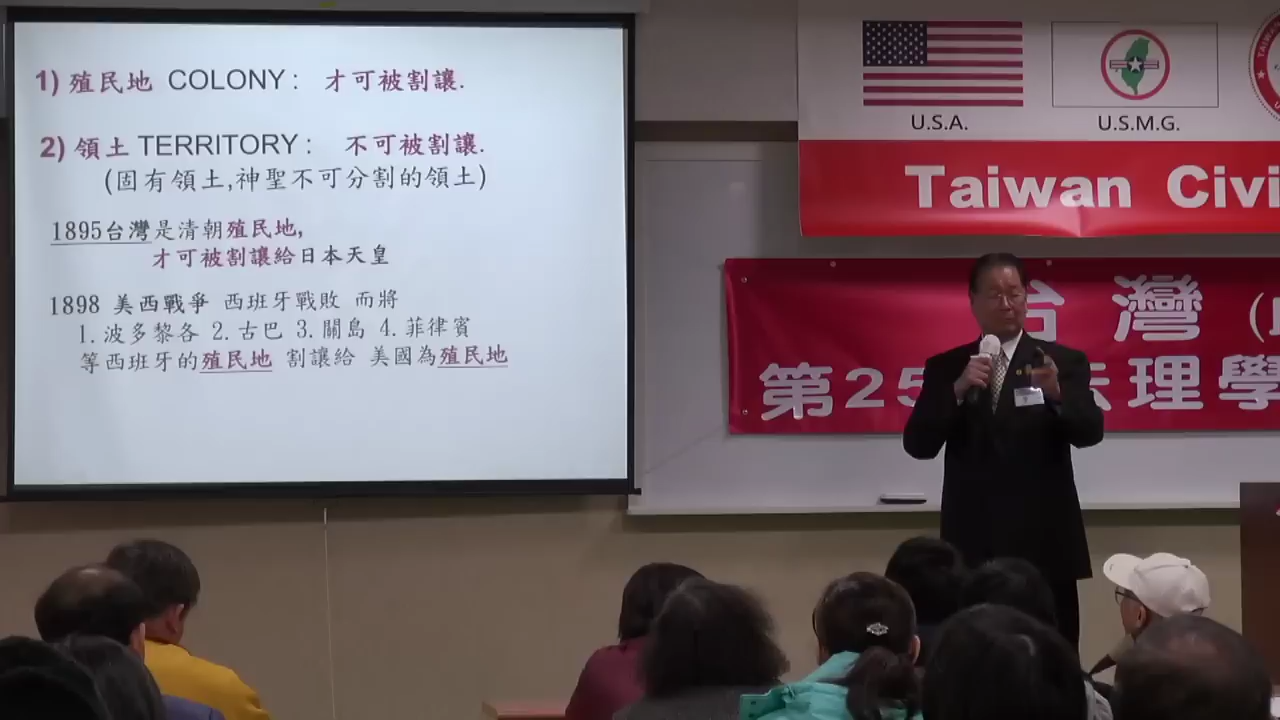 1) 殖民地 COLONY : 才可被割讓.
2) 領土 TERRITORY : 不可被割讓.
(固有領土,神聖不可分割的領土)
1895台灣是清朝殖民地,
才可被割讓給日本天皇
1898 美西戰爭 西班牙戰敗 而將
1. 波多黎各 2. 古巴 3. 關島 4. 菲律賓
等西班牙的殖民地 割讓給 美國為殖民地
U.S.A.
U.S.M.G.
Taiwan Civi
台 灣 (
第25 法理學